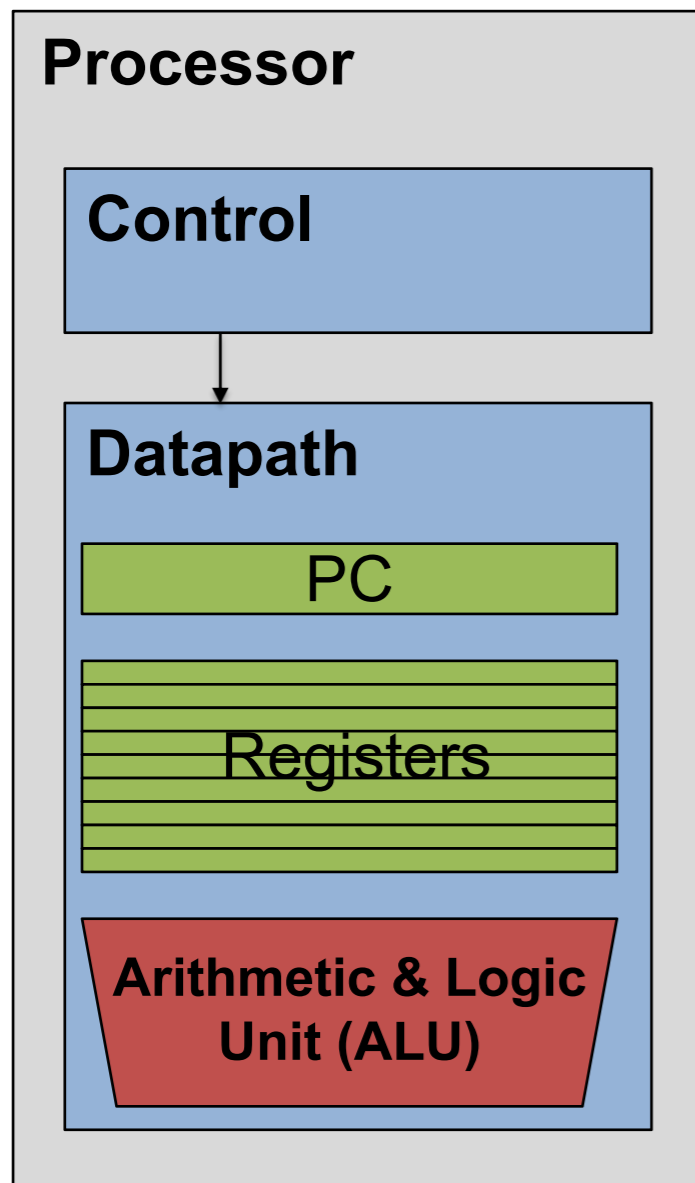 Processor
Control
Datapath
PC
Registers
Arithmetic & Logic
Unit (ALU)